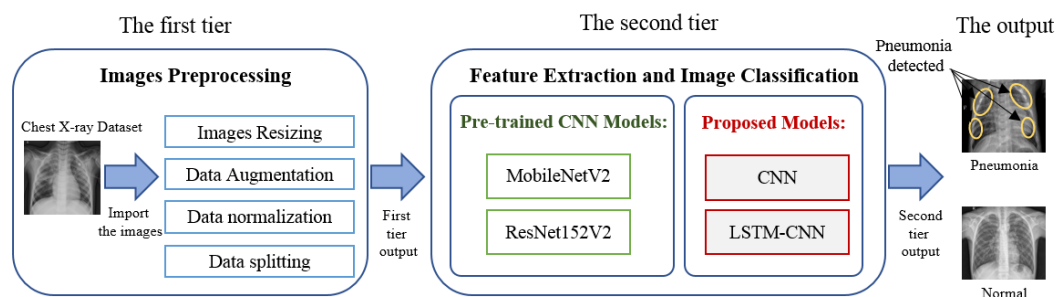 The first tier
The second tier
The output
Images Preprocessing
Chest X-ray Dataset
Import
the images
Images Resizing
Data Augmentation
Data normalization
Data splitting
First
tier
output
Feature Extraction and Image Classification
Pre-trained CNN Models:
MobileNetV2
ResNet152V2
Proposed Models:
CNN
LSTM-CNN
Second
tier
output
Pneumonia
detected
Pneumonia
Normal